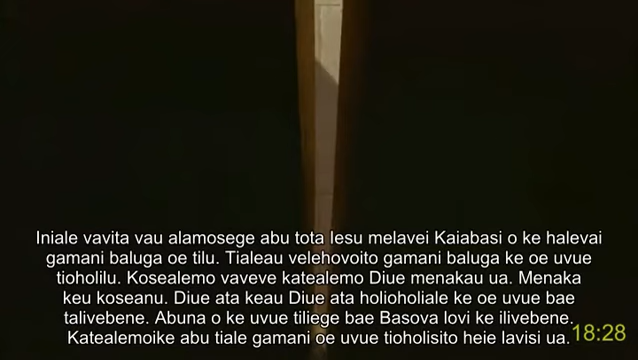 Iniale vavita vau alamosege abu tota Iesu melavei Kaiabasi o ke halevai
gamani baluga oe tilu. Tialeau velehovoito gamani baluga ke oe uvue
tioholilu. Kosealemo vaveve katealemo Diue menakau ua. Menaka
keu koseanu. Diue ata keau Diue ata holioholiale ke oe uvue bae
talivebene. Abuna o ke uvue tiliege bae Basova lovi ke ilivebene.
Katealemoike abu tiale gamani oe uvue tioholisito heie lavisi ua.
18:28